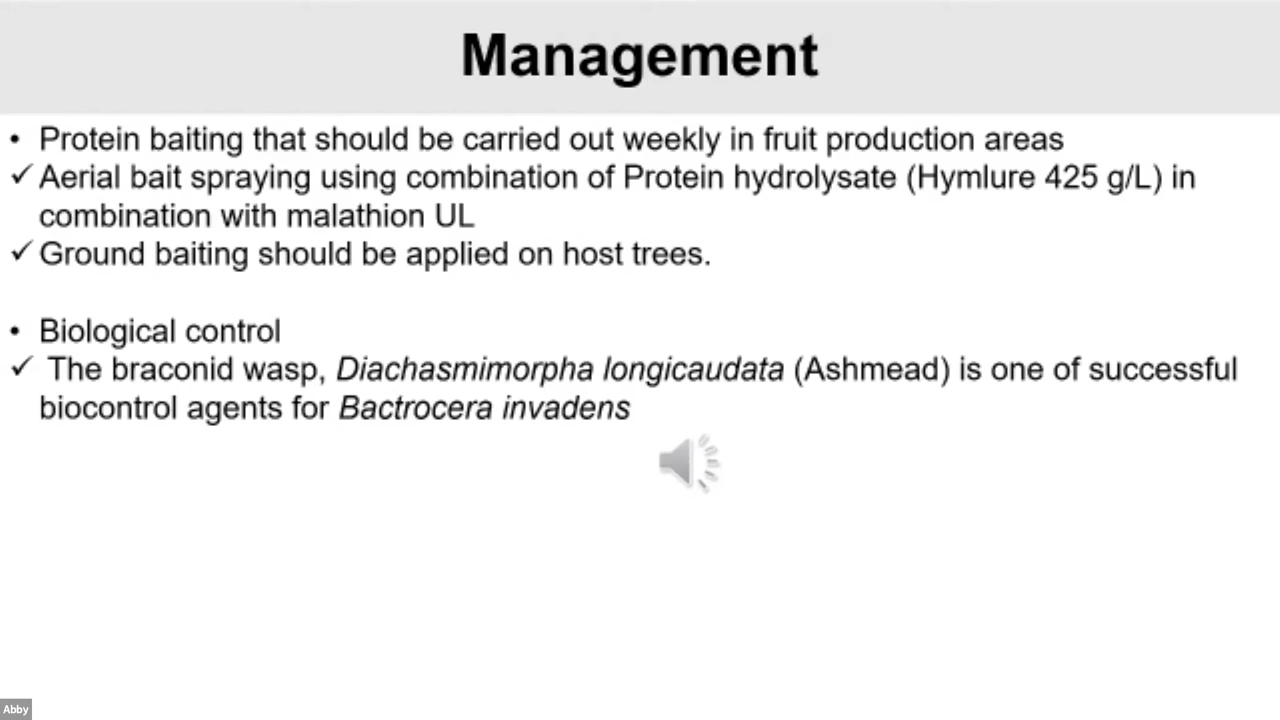 Management
• Protein baiting that should be carried out weekly in fruit production areas
✓ Aerial bait spraying using combination of Protein hydrolysate (Hymlure 425 g/L) in
combination with malathion UL
✓ Ground baiting should be applied on host trees.
• Biological control
✓ The braconid wasp, Diachasmimorpha longicaudata (Ashmead) is one of successful
biocontrol agents for Bactrocera invadens
Abby